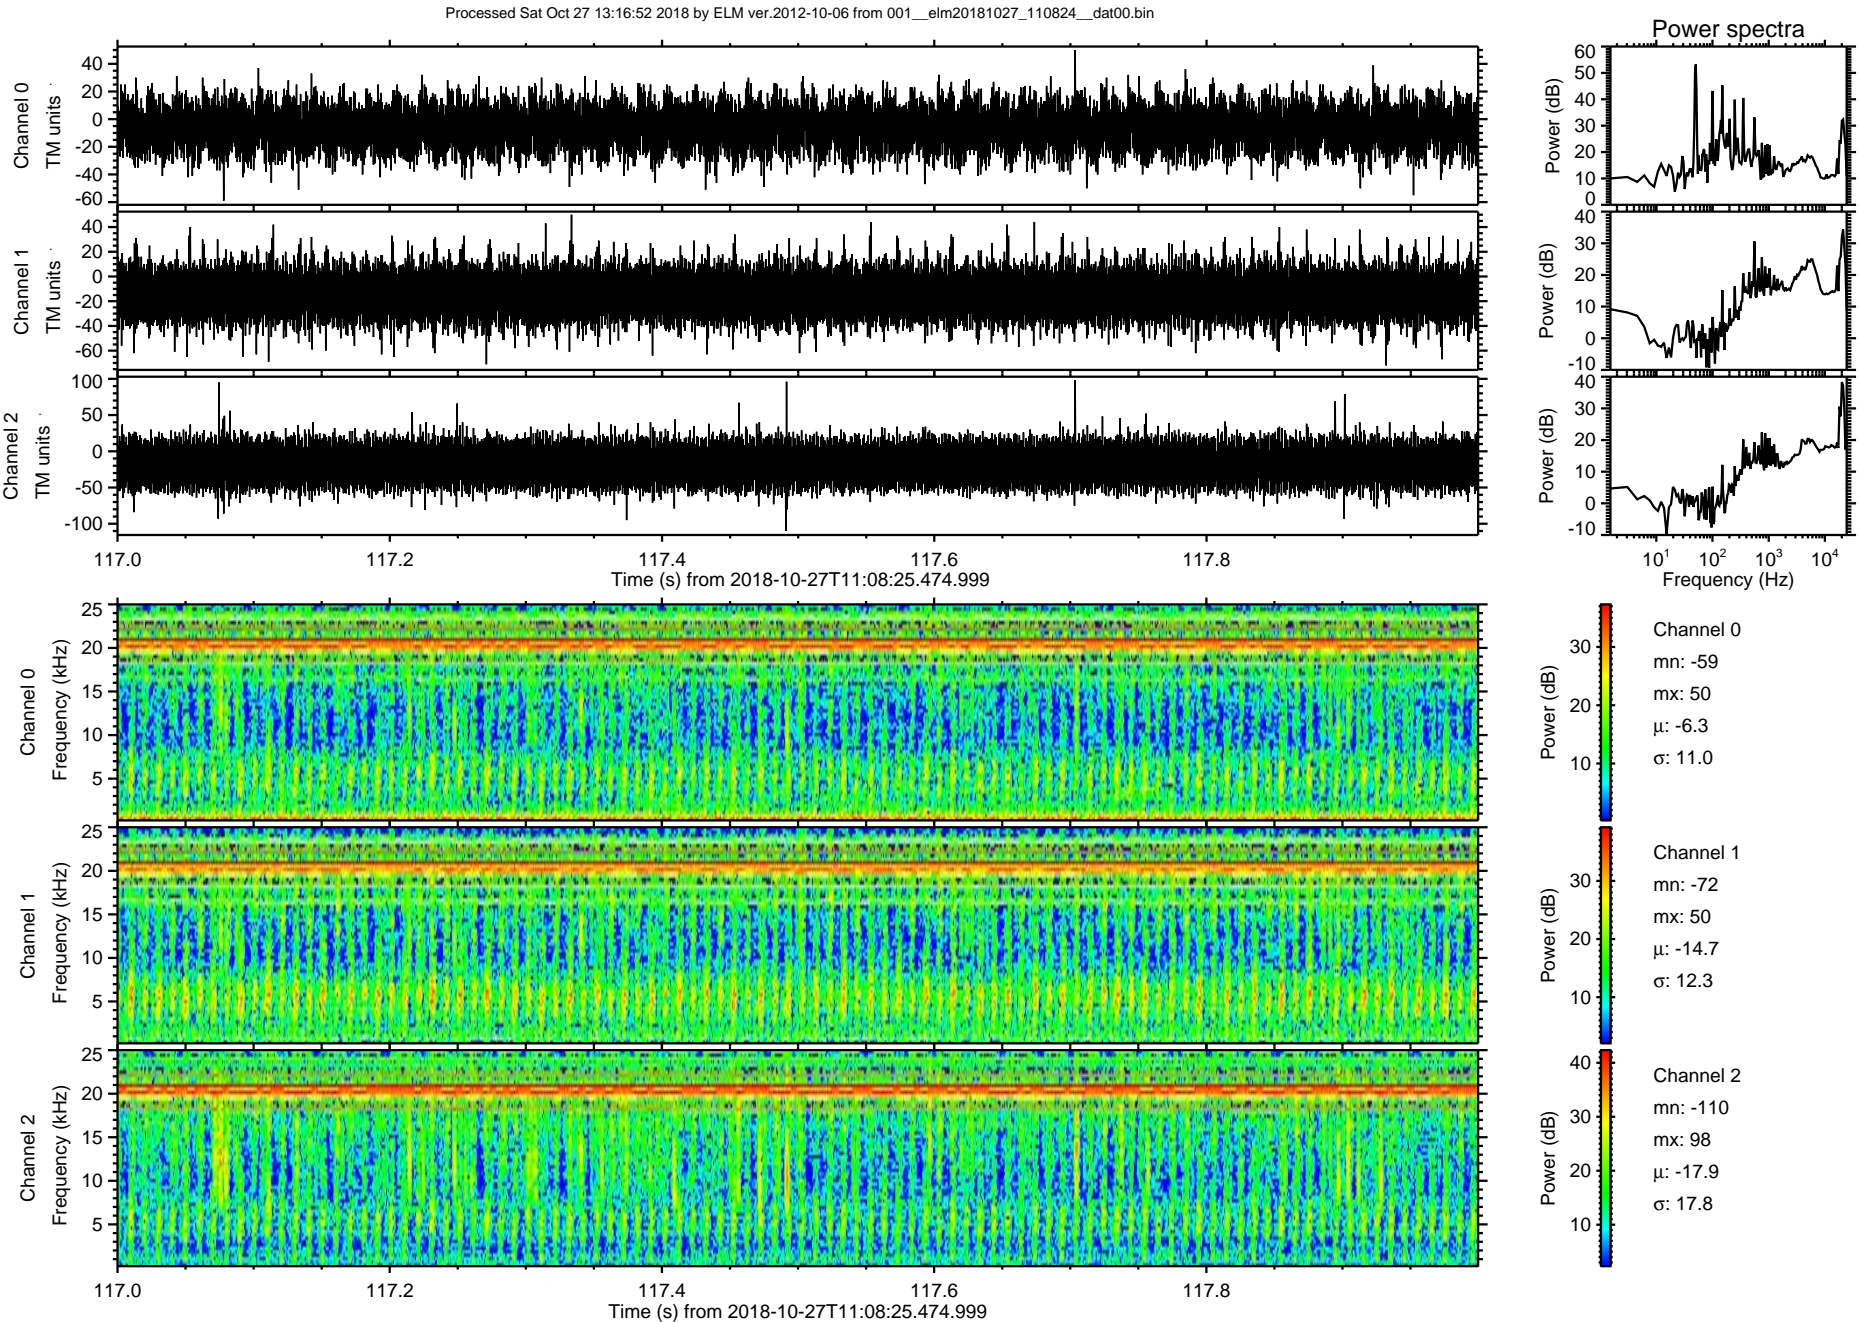 Processed Sat Oct 27 13:16:52 2018 by ELM ver.2012-10-06 from 001__elm20181027_110824__dat00.bin
Power spectra
Channel 0
TM units
40
20
0
-20
-40
-60
Power (dB)
60
50
40
30
20
10
0
Channel 1
TM units
40
20
0
-20
-40
-60
Power (dB)
40
30
20
10
0
-10
Channel 2
TM units
100
50
0
-50
-100
Power (dB)
40
30
20
10
0
-10
117.0 117.2 117.4 117.6 117.8
Time (s) from 2018-10-27T11:08:25.474.999
10¹ 10² 10³ 10⁴
Frequency (Hz)
Channel 0
Frequency (kHz)
25
20
15
10
5
Power (dB)
30
20
10
Channel 0
mn: -59
mx: 50
μ: -6.3
σ: 11.0
Channel 1
Frequency (kHz)
25
20
15
10
5
Power (dB)
30
20
10
Channel 1
mn: -72
mx: 50
μ: -14.7
σ: 12.3
Channel 2
Frequency (kHz)
25
20
15
10
5
Power (dB)
40
30
20
10
Channel 2
mn: -110
mx: 98
μ: -17.9
σ: 17.8
117.0 117.2 117.4 117.6 117.8
Time (s) from 2018-10-27T11:08:25.474.999